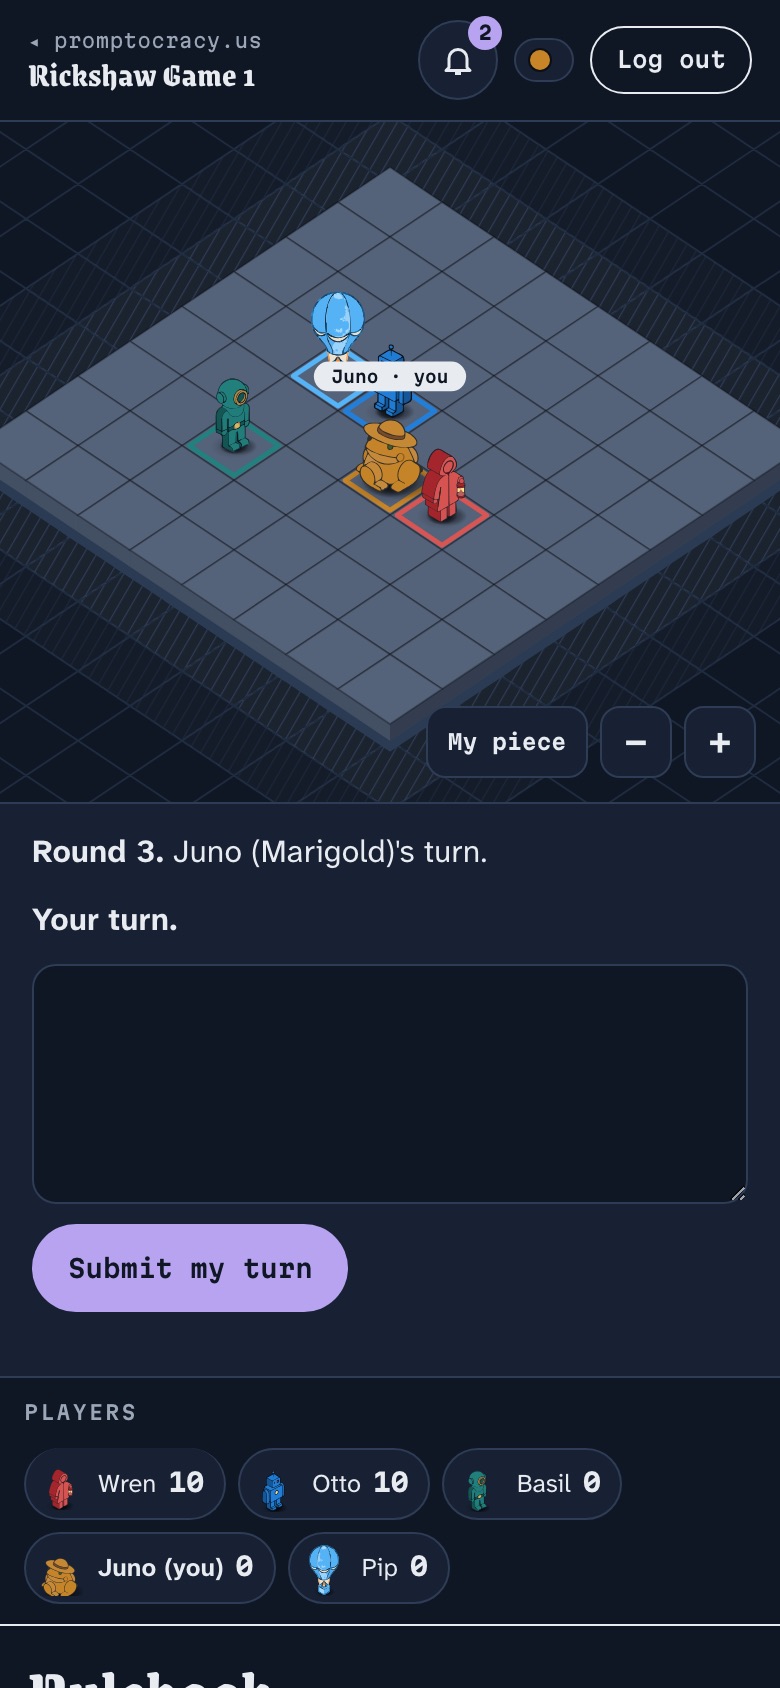 ◂ promptocracy.us
Rickshaw Game 1
2
Log out
Juno · you
My piece
−
+
Round 3. Juno (Marigold)'s turn.
Your turn.
Submit my turn
PLAYERS
Wren 10
Otto 10
Basil 0
Juno (you) 0
Pip 0
Rulebook